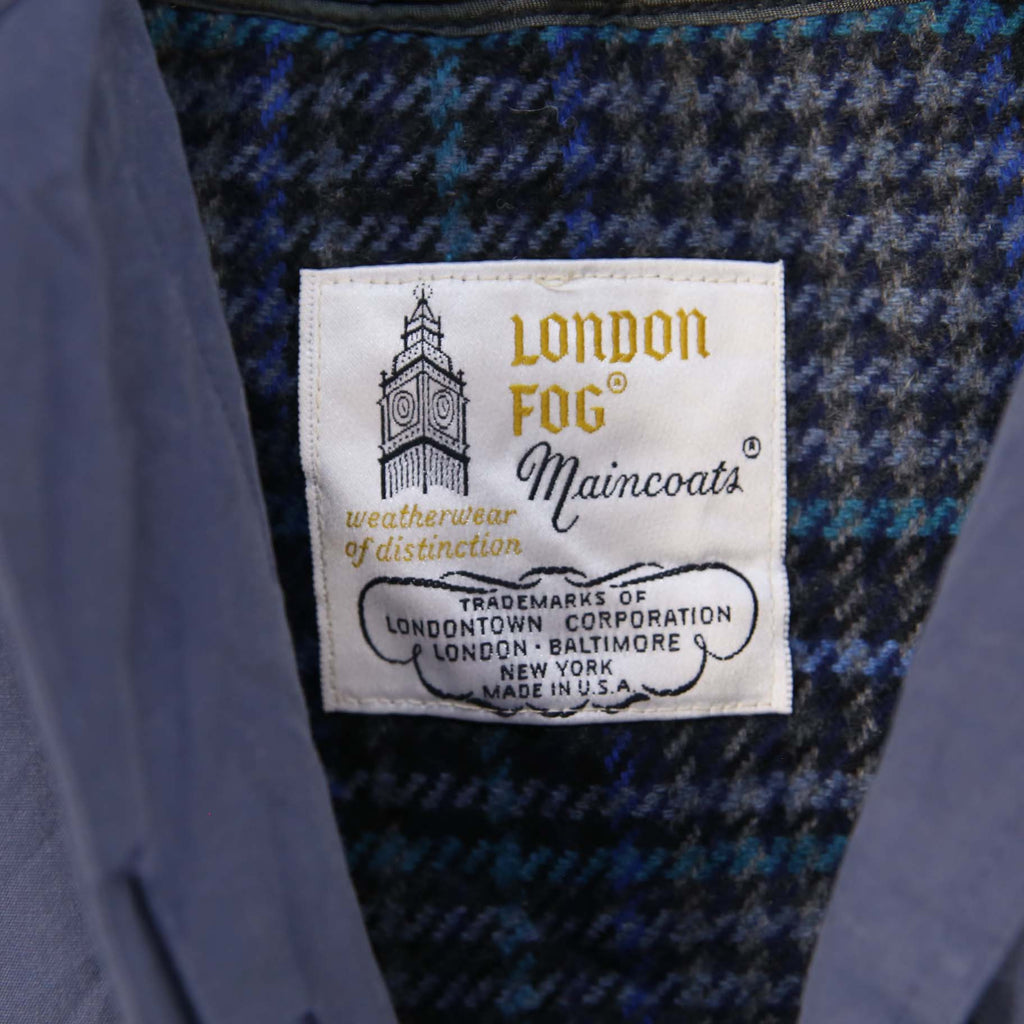 LONDON
FOG®
Maincoats®
weatherwear
of distinction
TRADEMARKS OF
LONDONTOWN CORPORATION
LONDON · BALTIMORE
NEW YORK
MADE IN U.S.A.